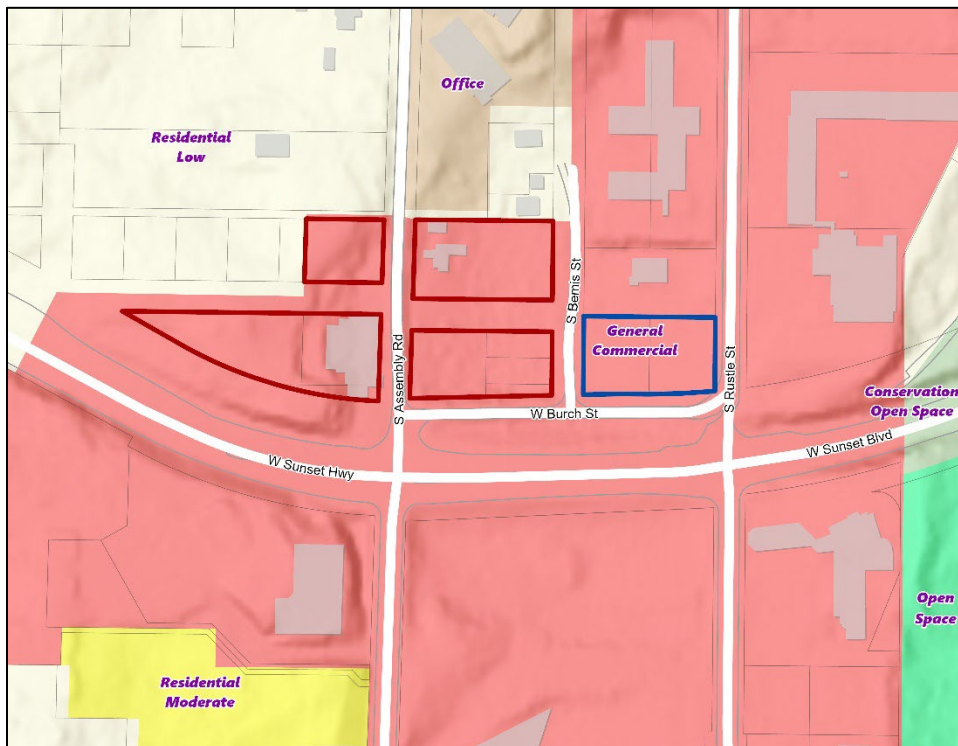 Office
Residential
Low
S Bemis St
General
Commercial
S Assembly Rd
S Rustle St
Conservation
Open Space
W Burch St
W Sunset Blvd
W Sunset Hwy
Open
Space
Residential
Moderate